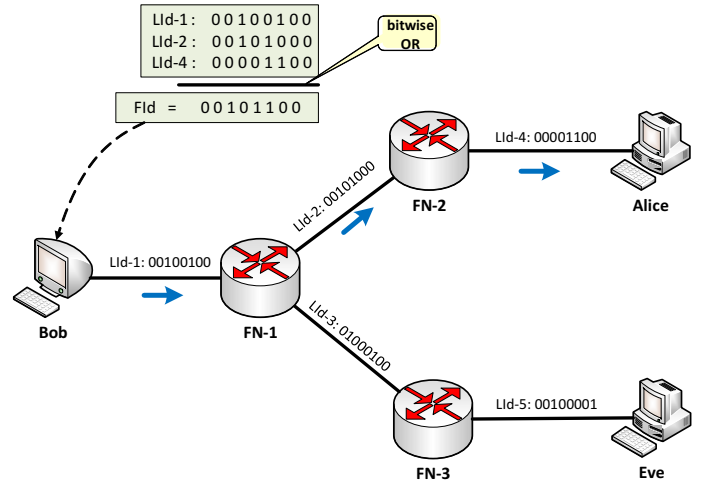 LId-1: 00100100
LId-2: 00101000
LId-4: 00001100
bitwise
OR
FId = 00101100
LId-4: 00001100
LId-2: 00101000
FN-2
Alice
LId-1: 00100100
Bob
FN-1
LId-3: 01000100
LId-5: 00100001
FN-3
Eve